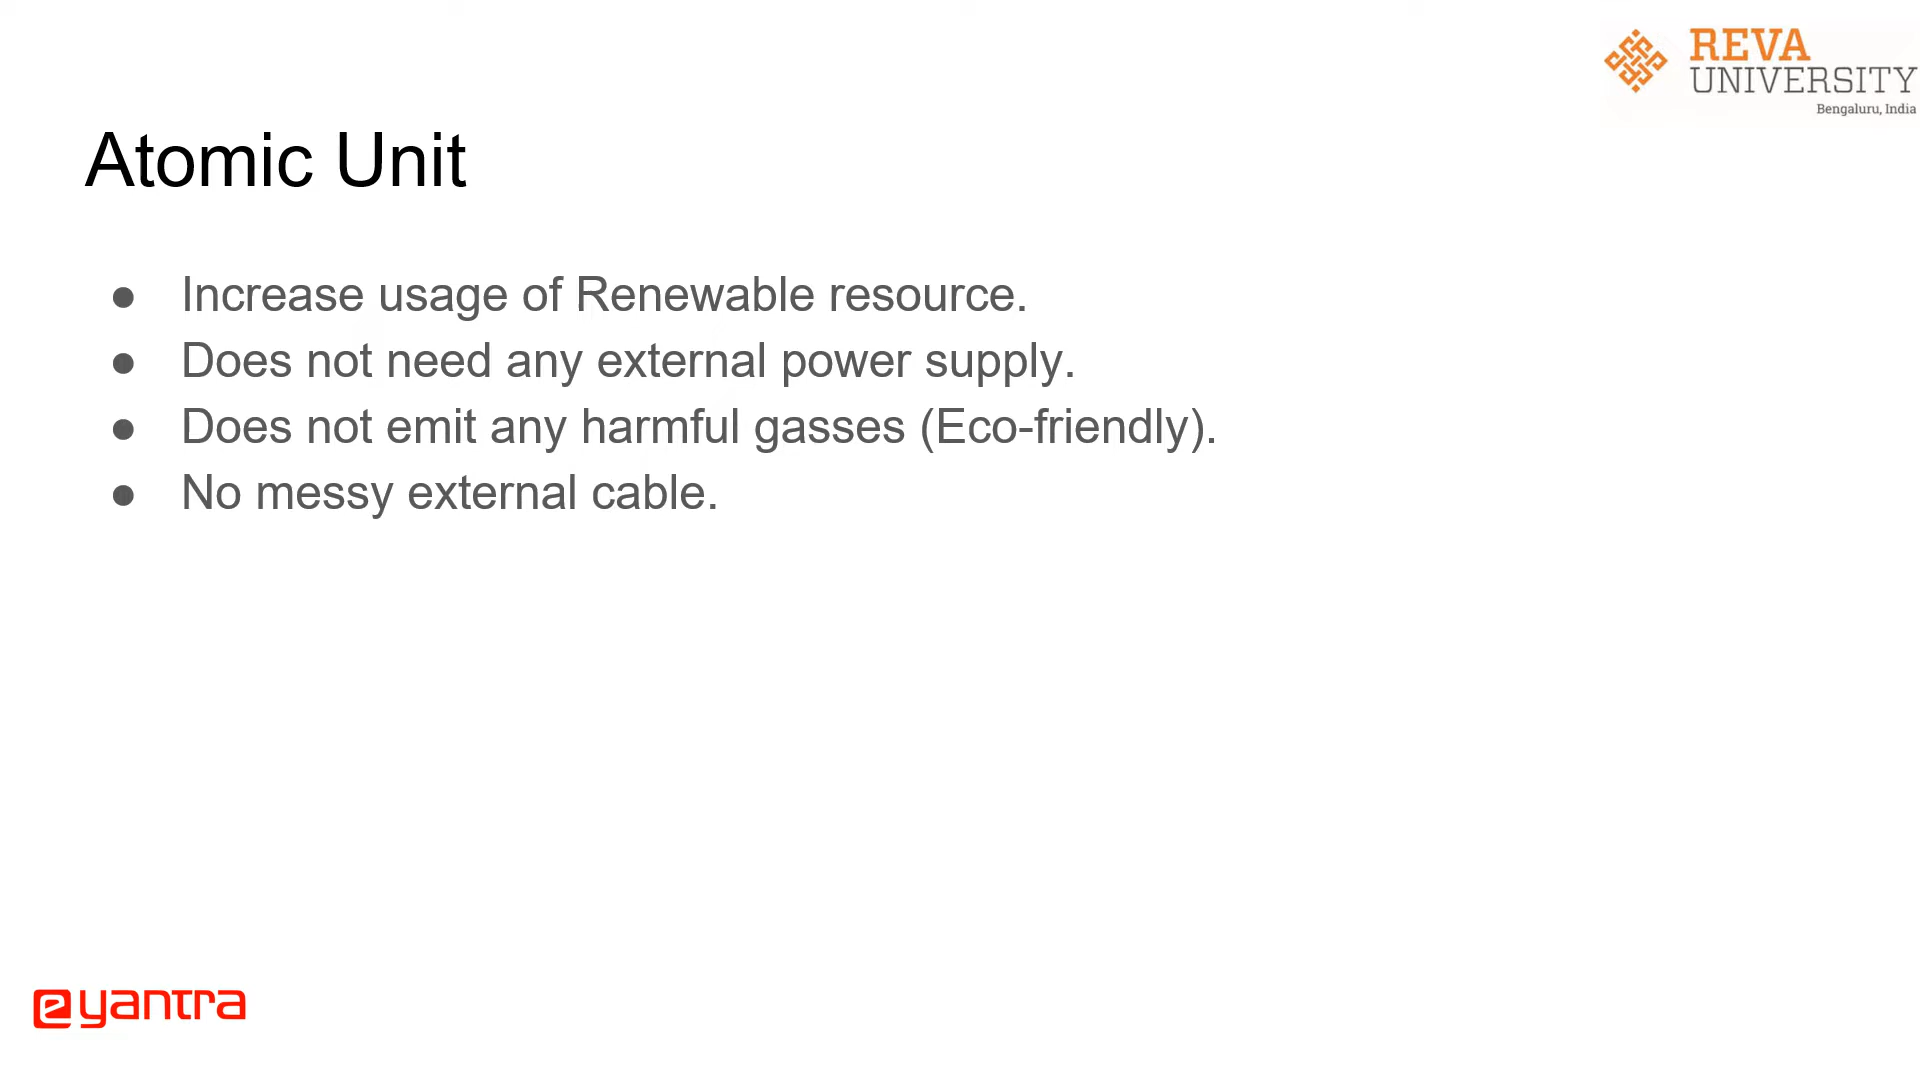 REVA
UNIVERSITY
Bengaluru, India
Atomic Unit
● Increase usage of Renewable resource.
● Does not need any external power supply.
● Does not emit any harmful gasses (Eco-friendly).
● No messy external cable.
e yantra